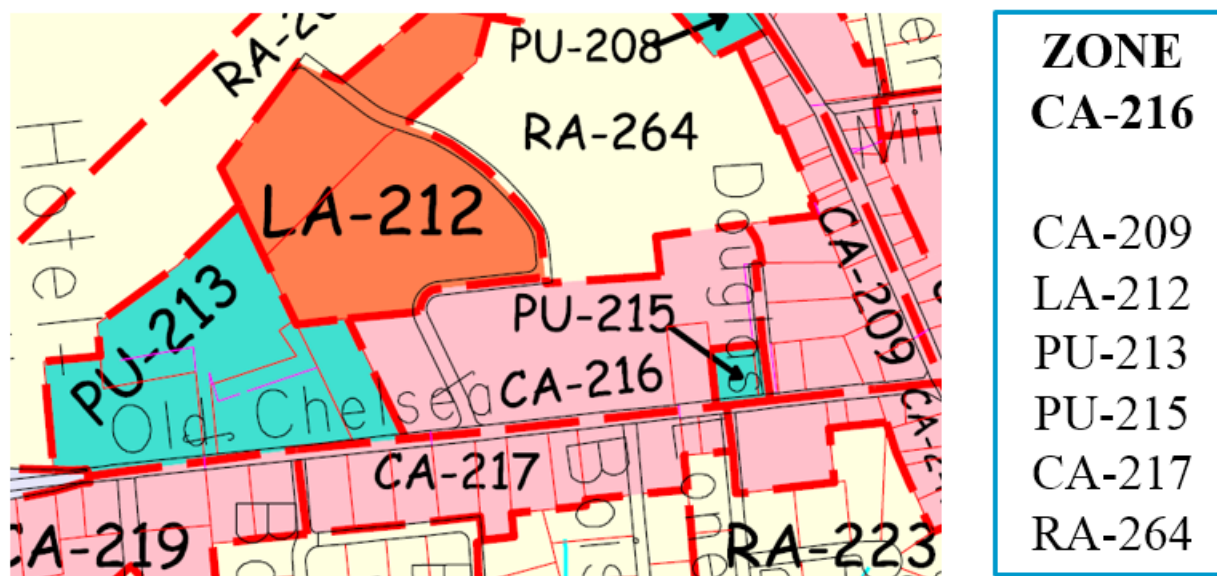 RA-20
PU-208
RA-264
LA-212
Hotel
Douglas
CA-209
PU-213
PU-215
CA-216
Old Chelsea
CA-217
CA-219
RA-223
ZONE
CA-216
CA-209
LA-212
PU-213
PU-215
CA-217
RA-264